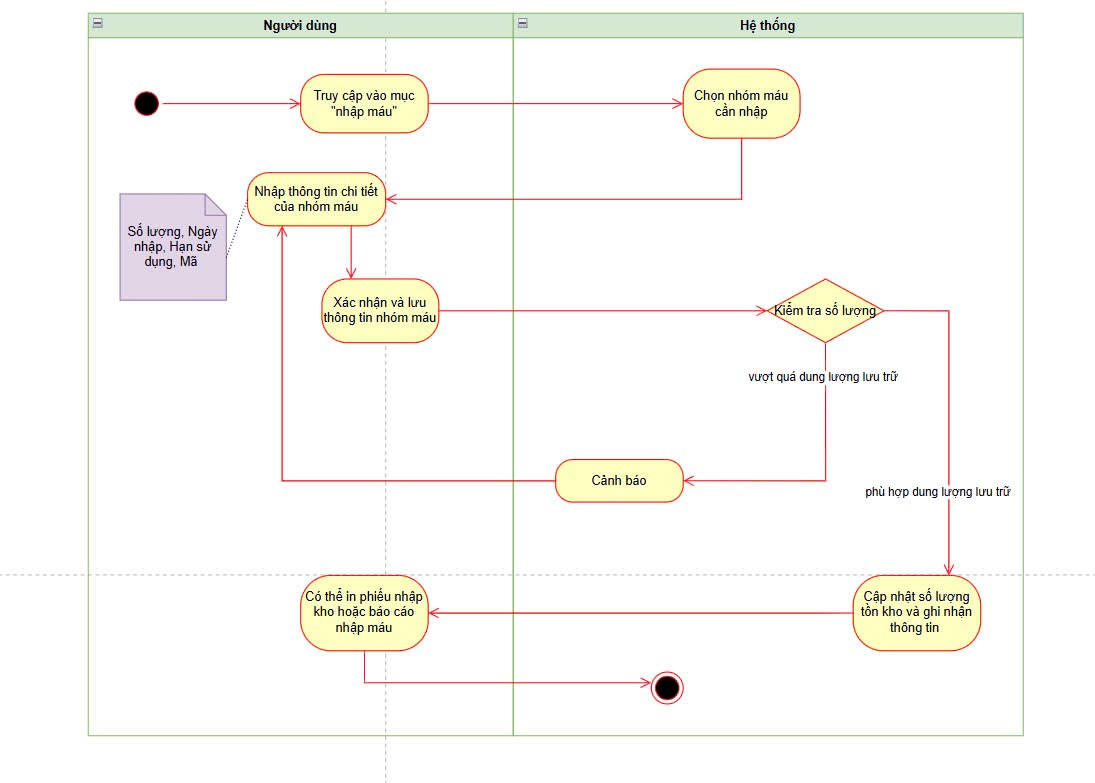 Người dùng
Hệ thống
Truy cập vào mục
"nhập máu"
Chọn nhóm máu
cần nhập
Nhập thông tin chi tiết
của nhóm máu
Số lượng, Ngày
nhập, Hạn sử
dụng, Mã
Xác nhận và lưu
thông tin nhóm máu
Kiểm tra số lượng
vượt quá dung lượng lưu trữ
Cảnh báo
phù hợp dung lượng lưu trữ
Có thể in phiếu nhập
kho hoặc báo cáo
nhập máu
Cập nhật số lượng
tồn kho và ghi nhận
thông tin